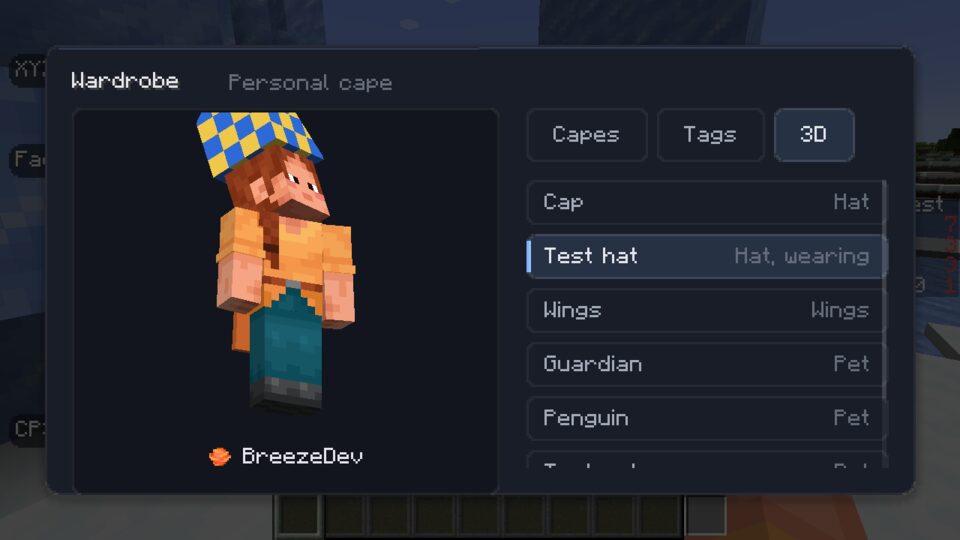 Wardrobe Personal cape
Capes Tags 3D
Cap Hat
Test hat Hat, wearing
Wings Wings
Guardian Pet
Penguin Pet
BreezeDev